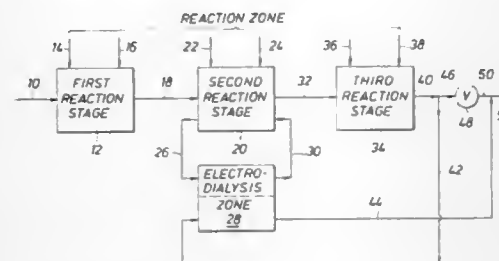 REACTION ZONE
14 16 22 24 36 38
10 FIRST REACTION STAGE 18 SECOND REACTION STAGE 32 THIRD REACTION STAGE 40 46 V 50
12 20 34 48
26 30 42
ELECTRO-
DIALYSIS
ZONE 44
28